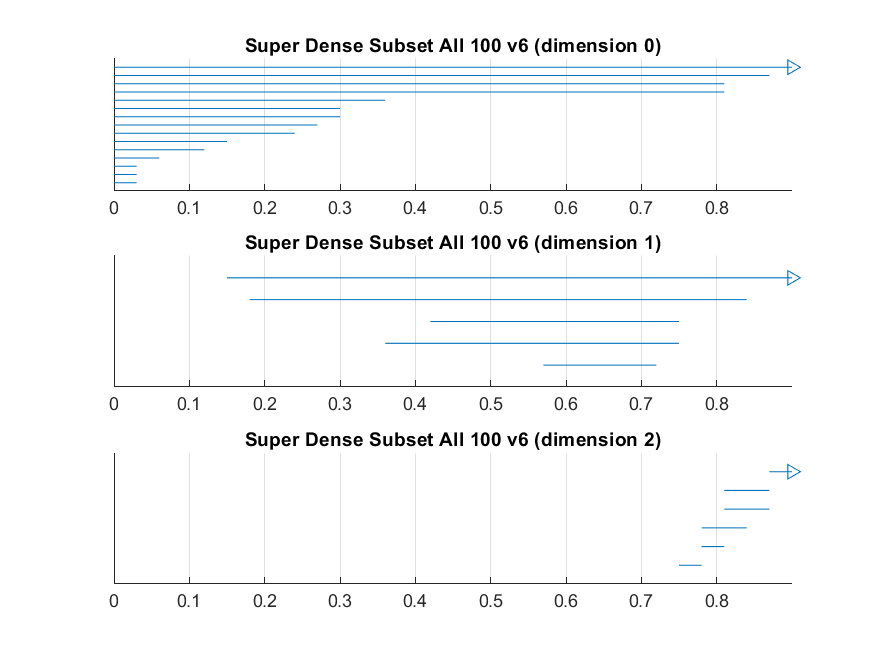 Super Dense Subset All 100 v6 (dimension 0)
0 0.1 0.2 0.3 0.4 0.5 0.6 0.7 0.8
Super Dense Subset All 100 v6 (dimension 1)
0 0.1 0.2 0.3 0.4 0.5 0.6 0.7 0.8
Super Dense Subset All 100 v6 (dimension 2)
0 0.1 0.2 0.3 0.4 0.5 0.6 0.7 0.8